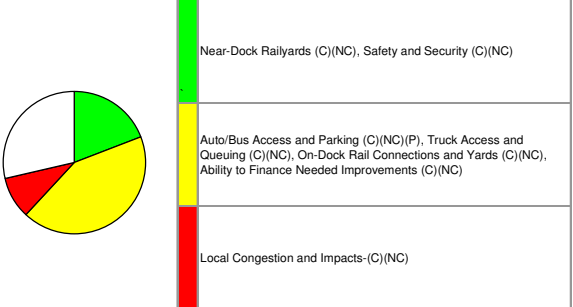 Near-Dock Railyards (C)(NC), Safety and Security (C)(NC)
Auto/Bus Access and Parking (C)(NC)(P), Truck Access and
Queuing (C)(NC), On-Dock Rail Connections and Yards (C)(NC),
Ability to Finance Needed Improvements (C)(NC)
Local Congestion and Impacts-(C)(NC)